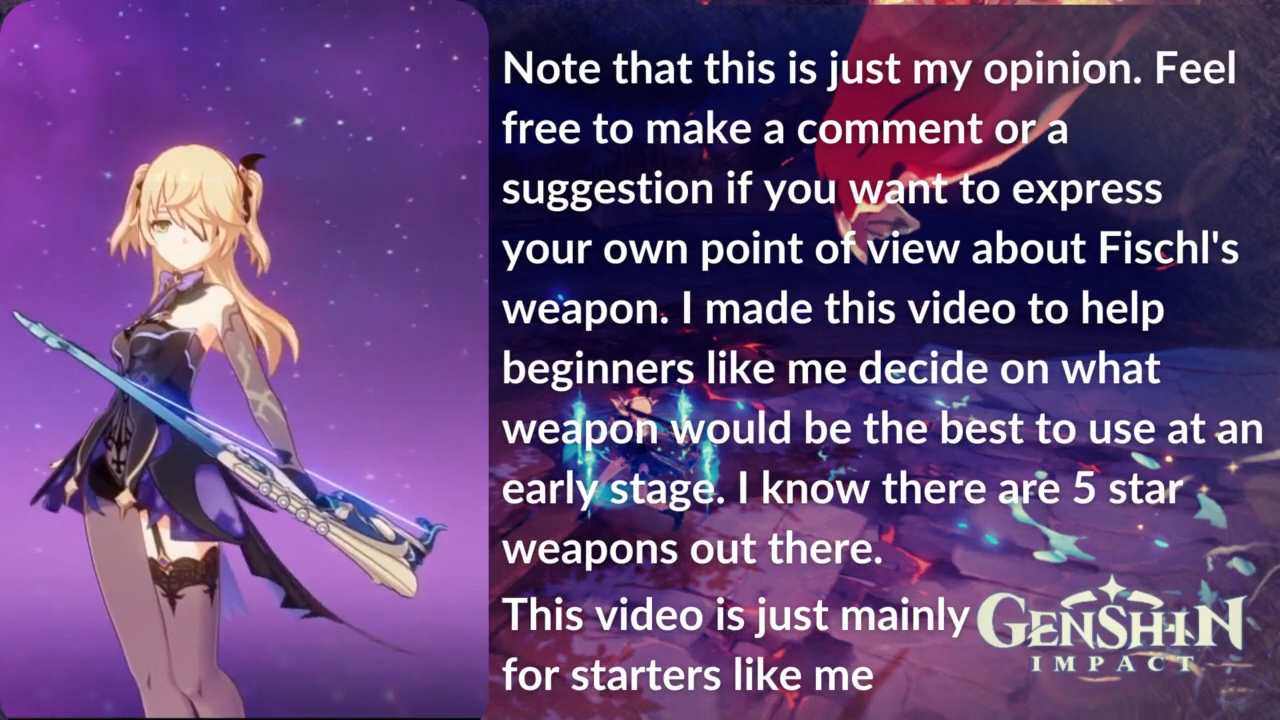 Note that this is just my opinion. Feel
free to make a comment or a
suggestion if you want to express
your own point of view about Fischl's
weapon. I made this video to help
beginners like me decide on what
weapon would be the best to use at an
early stage. I know there are 5 star
weapons out there.
This video is just mainly
for starters like me
GENSHIN
IMPACT